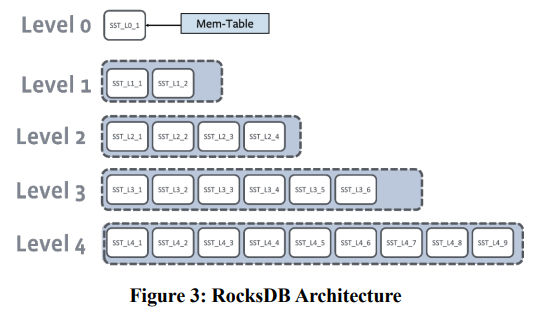 Level 0 SST_L0_1 Mem-Table
Level 1 SST_L1_1 SST_L1_2
Level 2 SST_L2_1 SST_L2_2 SST_L2_3 SST_L2_4
Level 3 SST_L3_1 SST_L3_2 SST_L3_3 SST_L3_4 SST_L3_5 SST_L3_6
Level 4 SST_L4_1 SST_L4_2 SST_L4_3 SST_L4_4 SST_L4_5 SST_L4_6 SST_L4_7 SST_L4_8 SST_L4_9
Figure 3: RocksDB Architecture